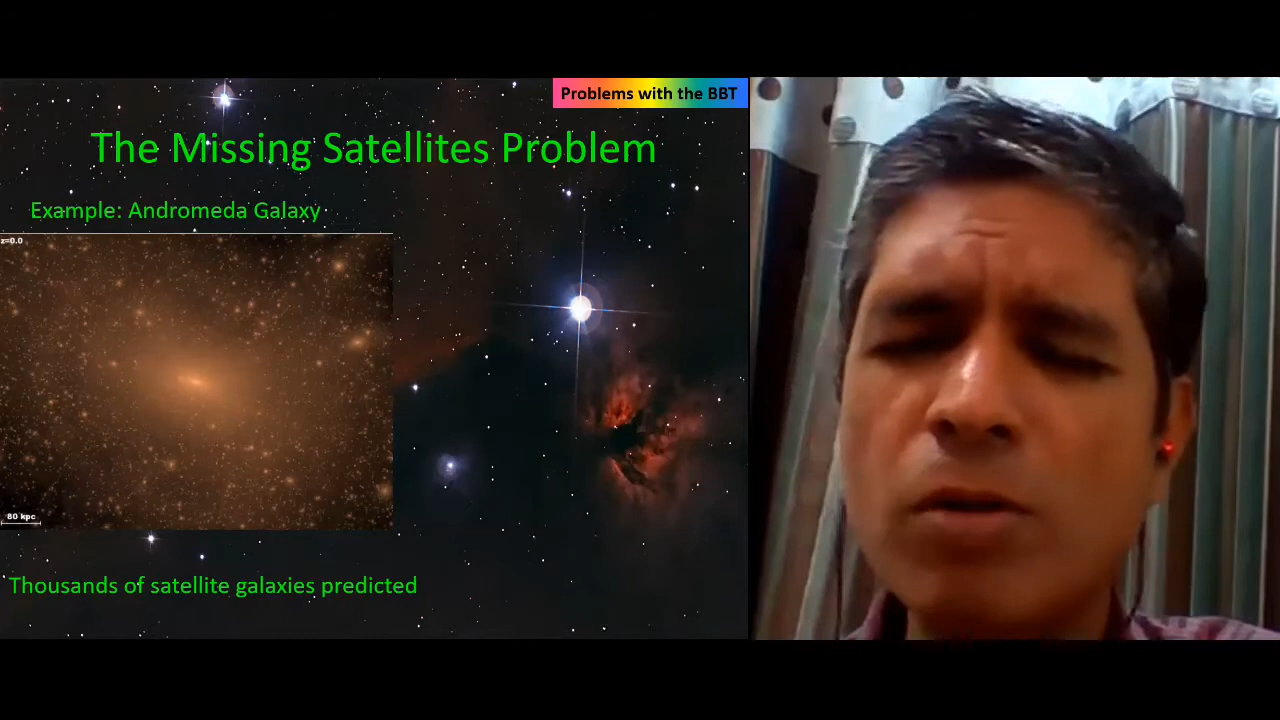 Problems with the BBT
The Missing Satellites Problem
Example: Andromeda Galaxy
z=0.0
80 kpc
Thousands of satellite galaxies predicted